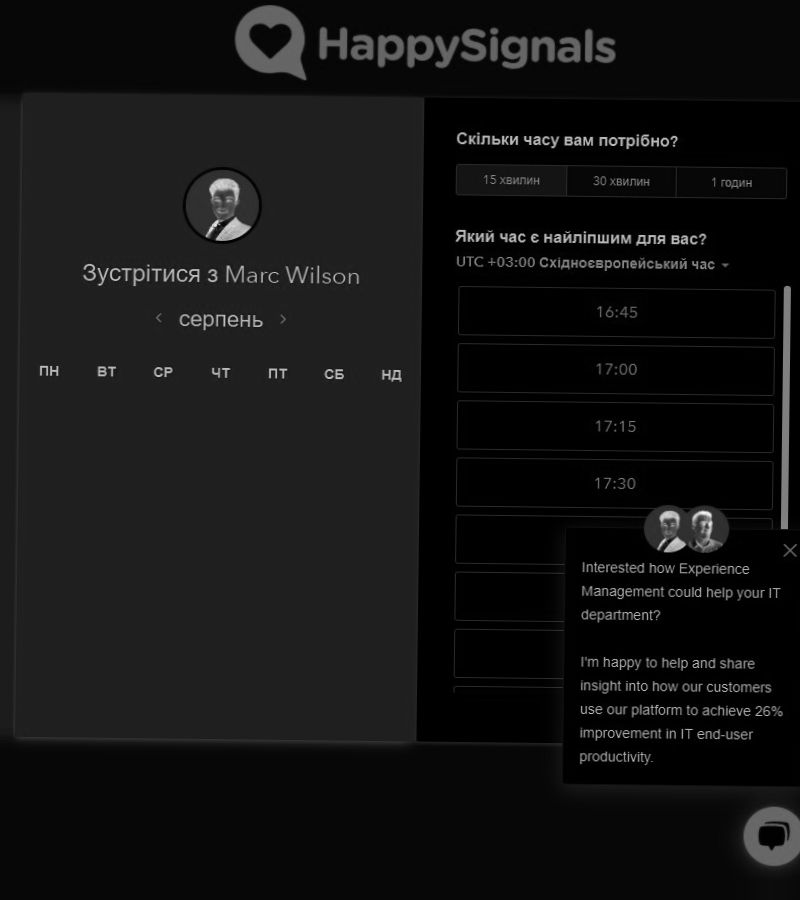 HappySignals
Зустрітися з Marc Wilson
серпень
ПН ВТ СР ЧТ ПТ СБ НД
Скільки часу вам потрібно?
15 хвилин 30 хвилин 1 годин
Який час є найліпшим для вас?
UTC +03:00 Східноєвропейський час
16:45
17:00
17:15
17:30
Interested how Experience
Management could help your IT
department?
I'm happy to help and share
insight into how our customers
use our platform to achieve 26%
improvement in IT end-user
productivity.